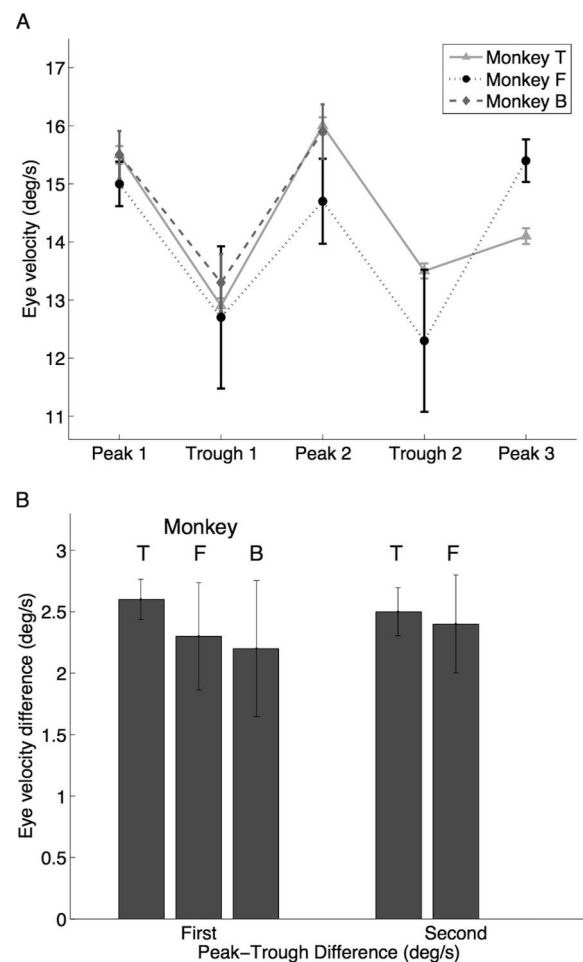 A
Eye velocity (deg/s)
17
16
15
14
13
12
11
Monkey T
Monkey F
Monkey B
Peak 1 Trough 1 Peak 2 Trough 2 Peak 3
B
Eye velocity difference (deg/s)
3
2.5
2
1.5
1
0.5
0
Monkey
T F B T F
First Second
Peak–Trough Difference (deg/s)